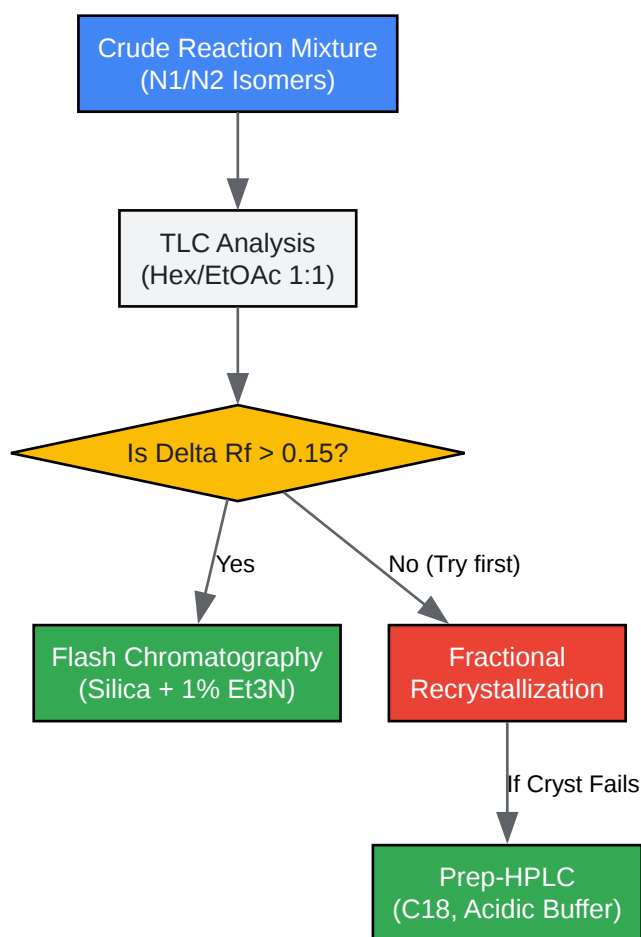 Crude Reaction Mixture
(N1/N2 Isomers)
TLC Analysis
(Hex/EtOAc 1:1)
Is Delta Rf > 0.15?
Yes
No (Try first)
Flash Chromatography
(Silica + 1% Et3N)
Fractional
Recrystallization
If Cryst Fails
Prep-HPLC
(C18, Acidic Buffer)